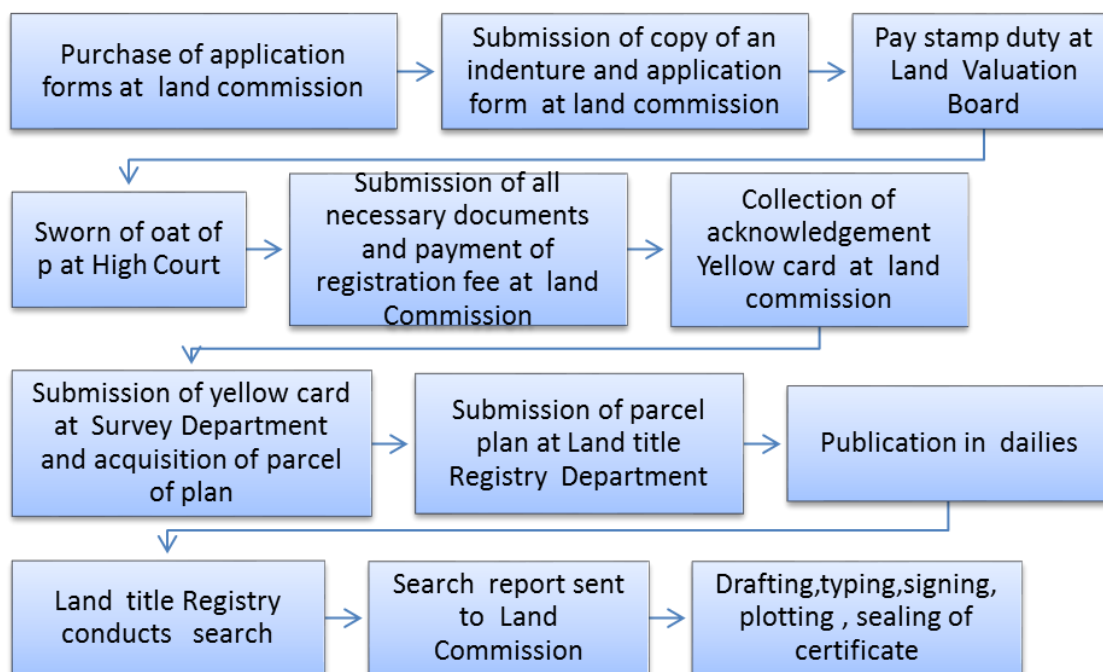 Purchase of application
forms at land commission
Submission of copy of an
indenture and application
form at land commission
Pay stamp duty at
Land Valuation
Board
Sworn of oat of
p at High Court
Submission of all
necessary documents
and payment of
registration fee at land
Commission
Collection of
acknowledgement
Yellow card at land
commission
Submission of yellow card
at Survey Department
and acquisition of parcel
of plan
Submission of parcel
plan at Land title
Registry Department
Publication in dailies
Land title Registry
conducts search
Search report sent
to Land
Commission
Drafting,typing,signing,
plotting , sealing of
certificate